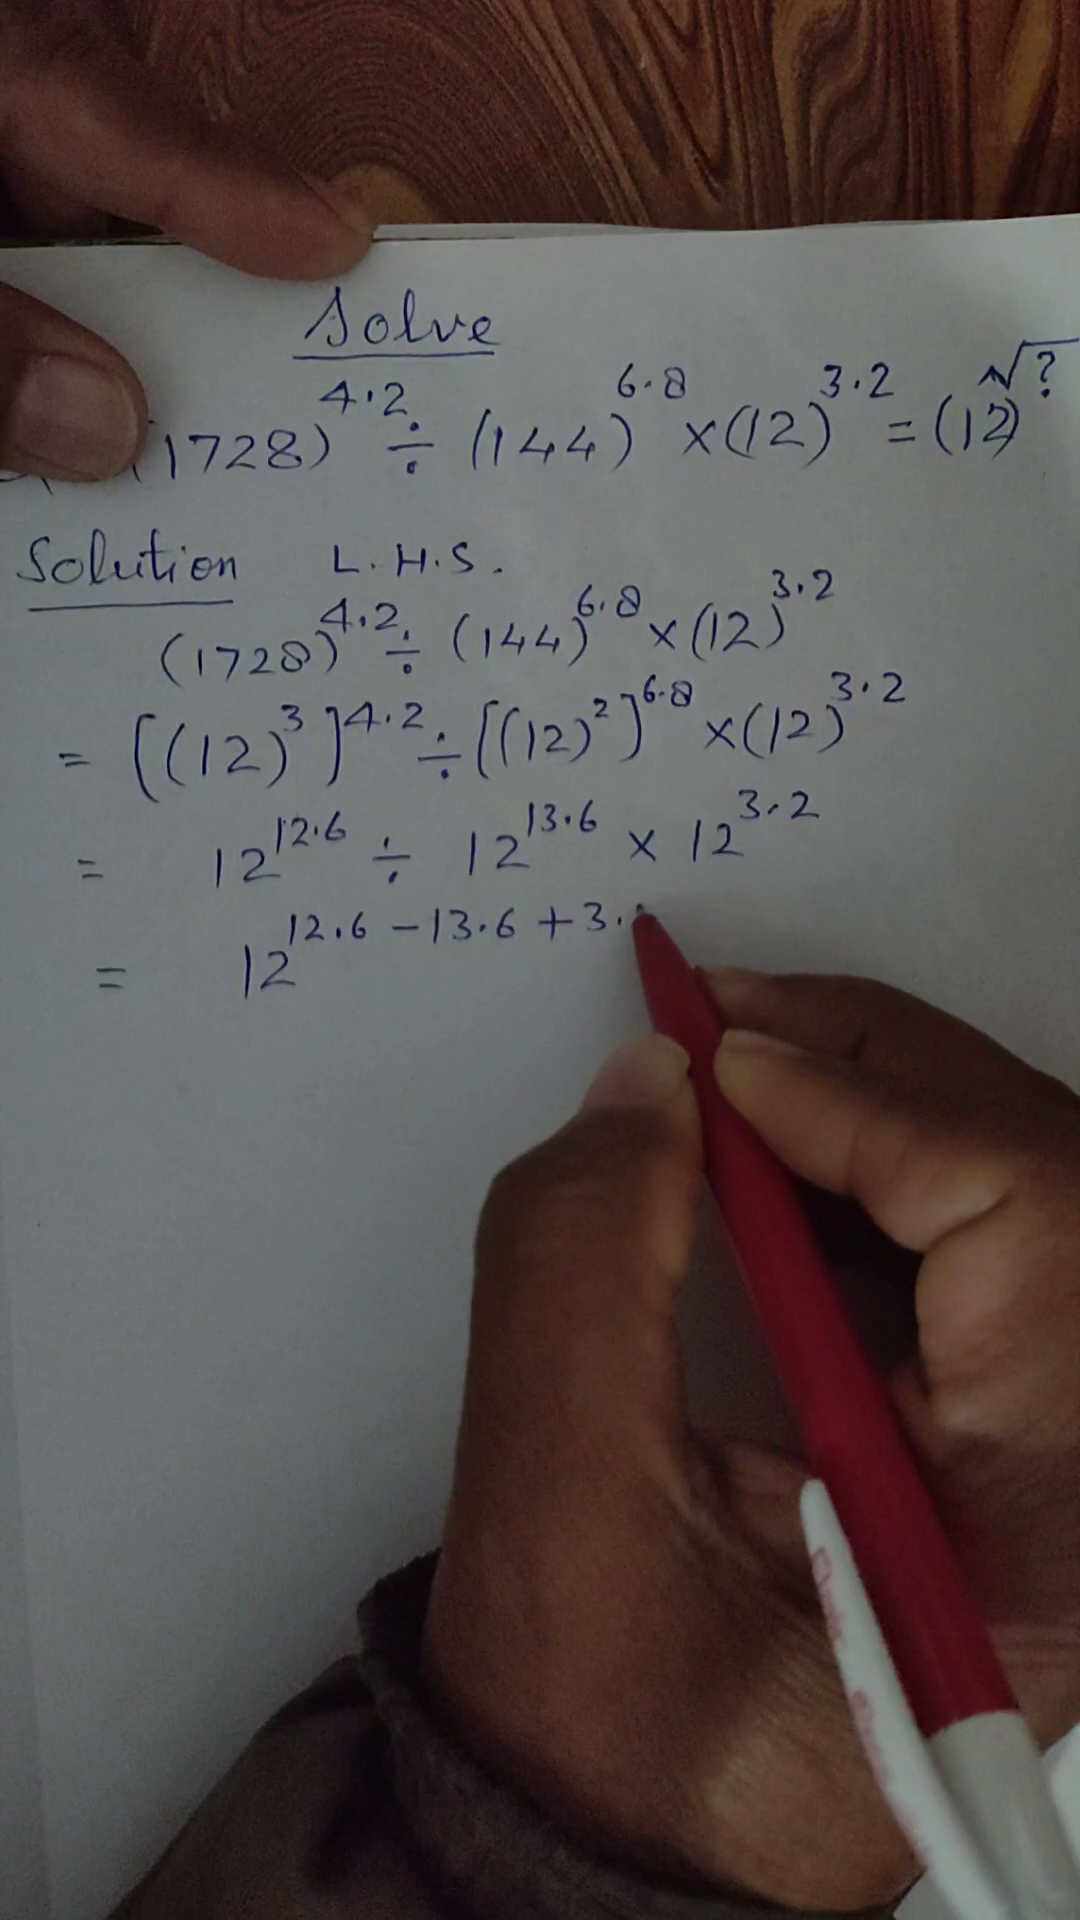 Solve
(1728)^4.2 ÷ (144)^6.8 ×(12)^3.2 = (12)^√?
Solution L.H.S.
(1728)^4.2 ÷ (144)^6.8 × (12)^3.2
= [(12)^3]^4.2 ÷ [(12)^2]^6.8 ×(12)^3.2
= 12^12.6 ÷ 12^13.6 × 12^3.2
= 12^12.6 – 13.6 + 3.